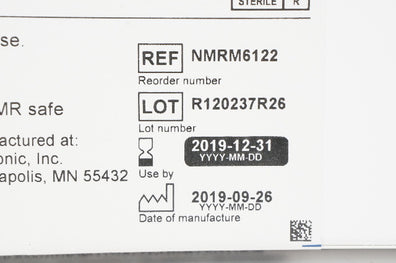 STERILE R
se.
REF NMRM6122
Reorder number
MR safe
LOT R120237R26
Lot number
factured at:
onic, Inc.
apolis, MN 55432
2019-12-31
YYYY-MM-DD
Use by
2019-09-26
YYYY-MM-DD
Date of manufacture